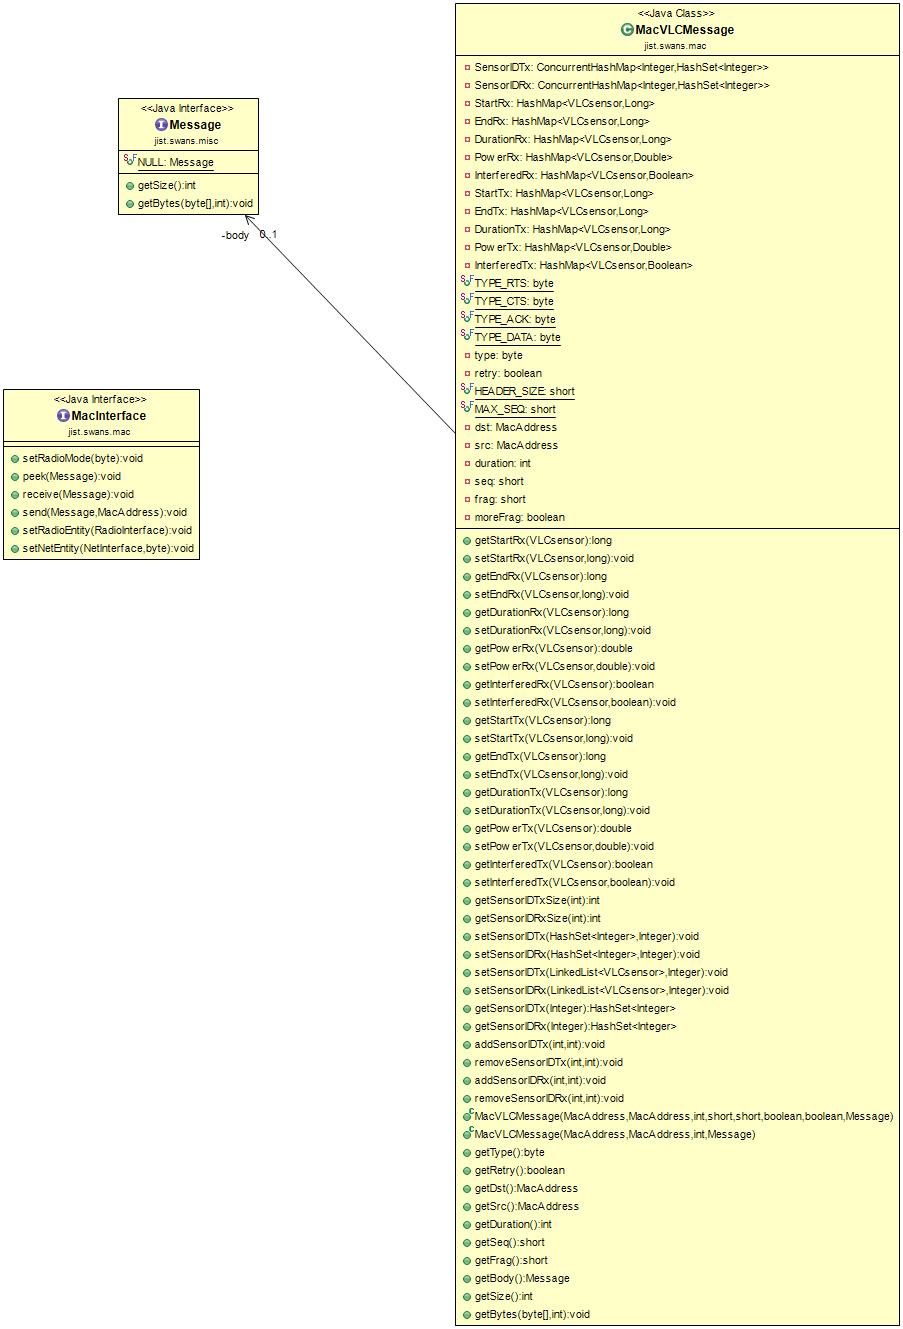 <<Java Interface>>
Message
jist.swans.misc
NULL: Message
getSize():int
getBytes(byte[],int):void
-body 0..1
<<Java Interface>>
MacInterface
jist.swans.mac
setRadioMode(byte):void
peek(Message):void
receive(Message):void
send(Message,MacAddress):void
setRadioEntity(RadioInterface):void
setNetEntity(NetInterface,byte):void
<<Java Class>>
MacVLCMessage
jist.swans.mac
SensorIDTx: ConcurrentHashMap<Integer,HashSet<Integer>>
SensorIDRx: ConcurrentHashMap<Integer,HashSet<Integer>>
StartRx: HashMap<VLCsensor,Long>
EndRx: HashMap<VLCsensor,Long>
DurationRx: HashMap<VLCsensor,Long>
PowerRx: HashMap<VLCsensor,Double>
InterferedRx: HashMap<VLCsensor,Boolean>
StartTx: HashMap<VLCsensor,Long>
EndTx: HashMap<VLCsensor,Long>
DurationTx: HashMap<VLCsensor,Long>
PowerTx: HashMap<VLCsensor,Double>
InterferedTx: HashMap<VLCsensor,Boolean>
TYPE_RTS: byte
TYPE_CTS: byte
TYPE_ACK: byte
TYPE_DATA: byte
type: byte
retry: boolean
HEADER_SIZE: short
MAX_SEQ: short
dst: MacAddress
src: MacAddress
duration: int
seq: short
frag: short
moreFrag: boolean
getStartRx(VLCsensor):long
setStartRx(VLCsensor,long):void
getEndRx(VLCsensor):long
setEndRx(VLCsensor,long):void
getDurationRx(VLCsensor):long
setDurationRx(VLCsensor,long):void
getPowerRx(VLCsensor):double
setPowerRx(VLCsensor,double):void
getInterferedRx(VLCsensor):boolean
setInterferedRx(VLCsensor,boolean):void
getStartTx(VLCsensor):long
setStartTx(VLCsensor,long):void
getEndTx(VLCsensor):long
setEndTx(VLCsensor,long):void
getDurationTx(VLCsensor):long
setDurationTx(VLCsensor,long):void
getPowerTx(VLCsensor):double
setPowerTx(VLCsensor,double):void
getInterferedTx(VLCsensor):boolean
setInterferedTx(VLCsensor,boolean):void
getSensorIDTxSize(int):int
getSensorIDRxSize(int):int
setSensorIDTx(HashSet<Integer>,Integer):void
setSensorIDRx(HashSet<Integer>,Integer):void
setSensorIDTx(LinkedList<VLCsensor>,Integer):void
setSensorIDRx(LinkedList<VLCsensor>,Integer):void
getSensorIDTx(Integer):HashSet<Integer>
getSensorIDRx(Integer):HashSet<Integer>
addSensorIDTx(int,int):void
removeSensorIDTx(int,int):void
addSensorIDRx(int,int):void
removeSensorIDRx(int,int):void
MacVLCMessage(MacAddress,MacAddress,int,short,short,boolean,boolean,Message)
MacVLCMessage(MacAddress,MacAddress,int,Message)
getType():byte
getRetry():boolean
getDst():MacAddress
getSrc():MacAddress
getDuration():int
getSeq():short
getFrag():short
getBody():Message
getSize():int
getBytes(byte[],int):void